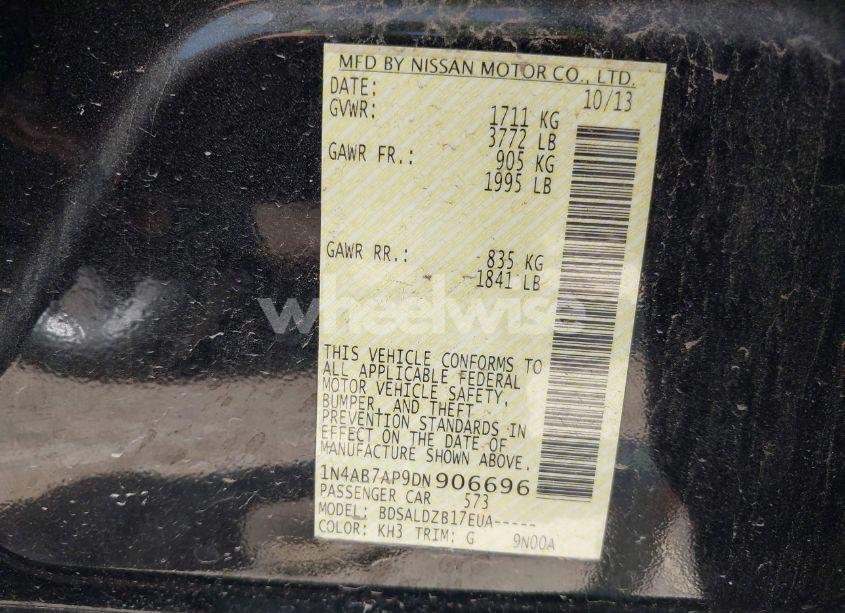 MFD BY NISSAN MOTOR CO., LTD.
DATE: 10/13
GVWR: 1711 KG
3772 LB
GAWR FR.: 905 KG
1995 LB
GAWR RR.: 835 KG
1841 LB
wheelwise
THIS VEHICLE CONFORMS TO
ALL APPLICABLE FEDERAL
MOTOR VEHICLE SAFETY,
BUMPER, AND THEFT
PREVENTION STANDARDS IN
EFFECT ON THE DATE OF
MANUFACTURE SHOWN ABOVE.
1N4AB7AP9DN906696
PASSENGER CAR 573
MODEL: BDSALDZB17EUA-----
COLOR: KH3 TRIM: G 9N00A